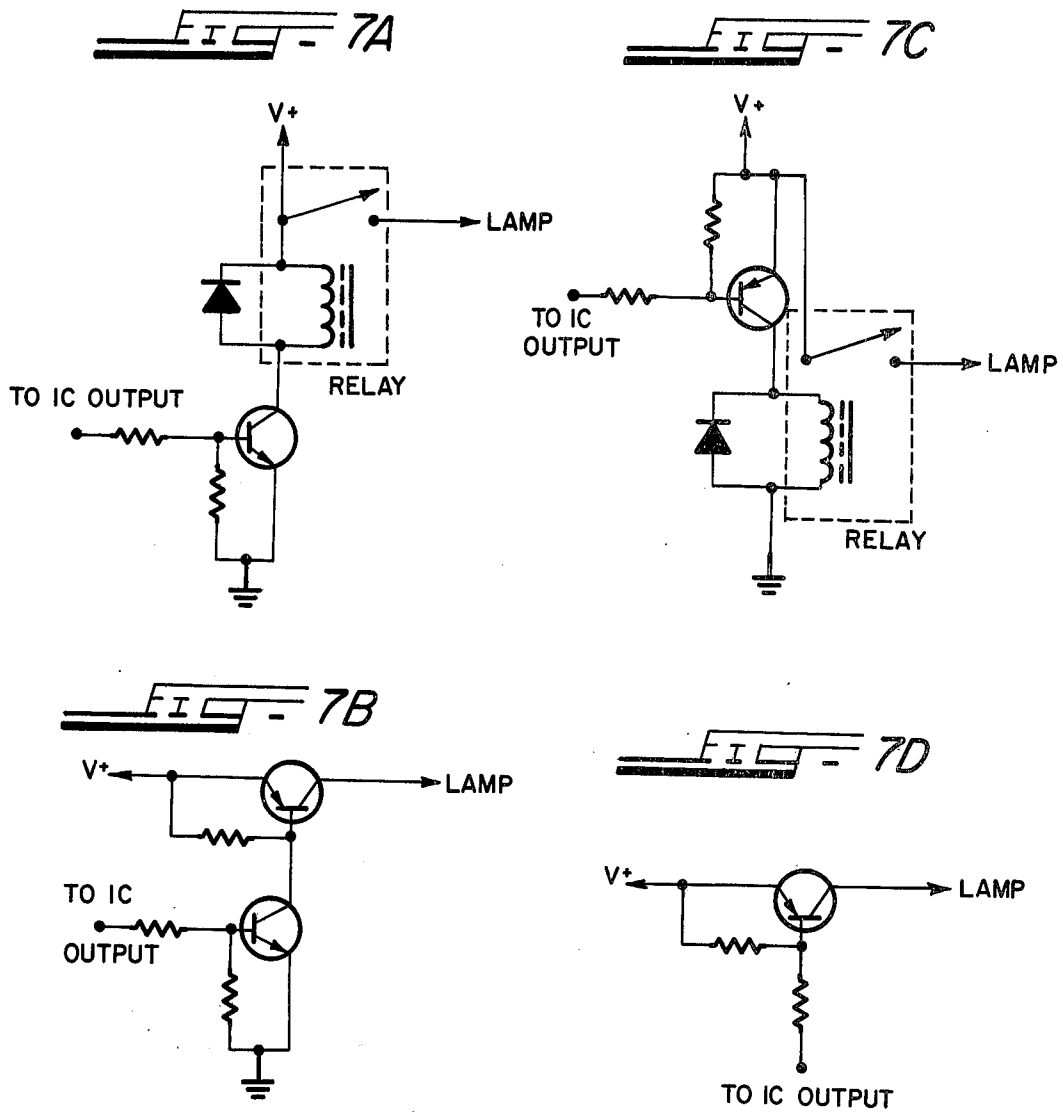 FIG- 7A
V+
LAMP
RELAY
TO IC OUTPUT
FIG- 7C
V+
TO IC
OUTPUT
LAMP
RELAY
FIG- 7B
V+
LAMP
TO IC
OUTPUT
FIG- 7D
V+
LAMP
TO IC OUTPUT